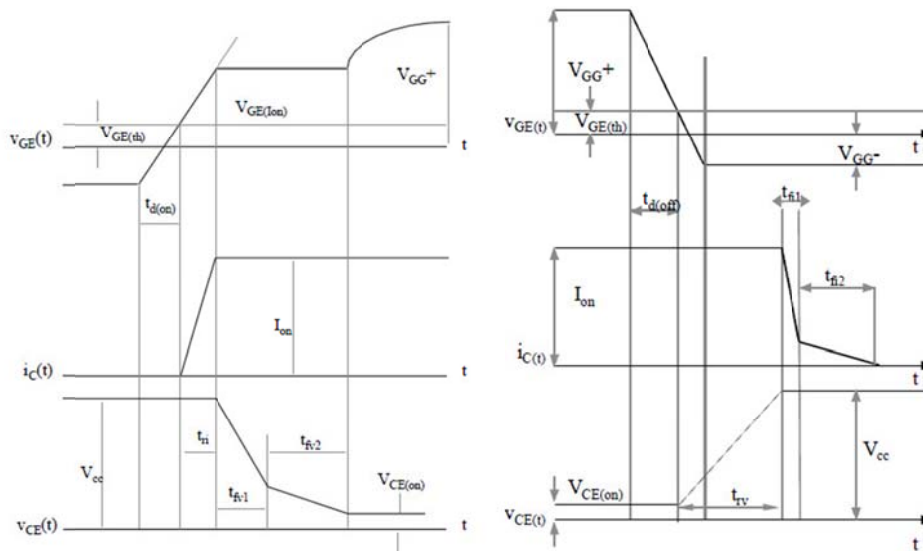 V_GG+
V_GE(Ion)
V_GE(th)
v_GE(t)
t
t_d(on)
I_on
i_C(t)
t
t_ri
t_fv2
V_cc
t_fv1
V_CE(on)
v_CE(t)
t
V_GG+
V_GE(th)
v_GE(t)
t
V_GG-
t_fi1
t_d(off)
t_fi2
I_on
i_C(t)
t
V_cc
V_CE(on)
t_rv
v_CE(t)
t